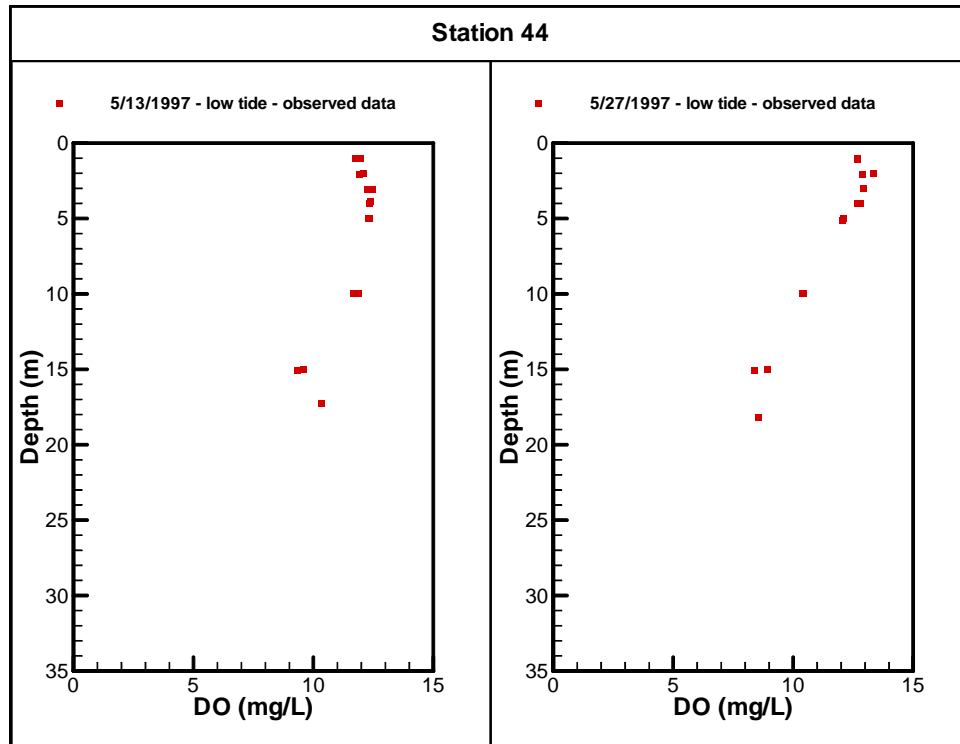 Station 44
5/13/1997 - low tide - observed data
0
5
10
15
20
25
30
35
Depth (m)
0 5 10 15
DO (mg/L)
5/27/1997 - low tide - observed data
0
5
10
15
20
25
30
35
Depth (m)
0 5 10 15
DO (mg/L)